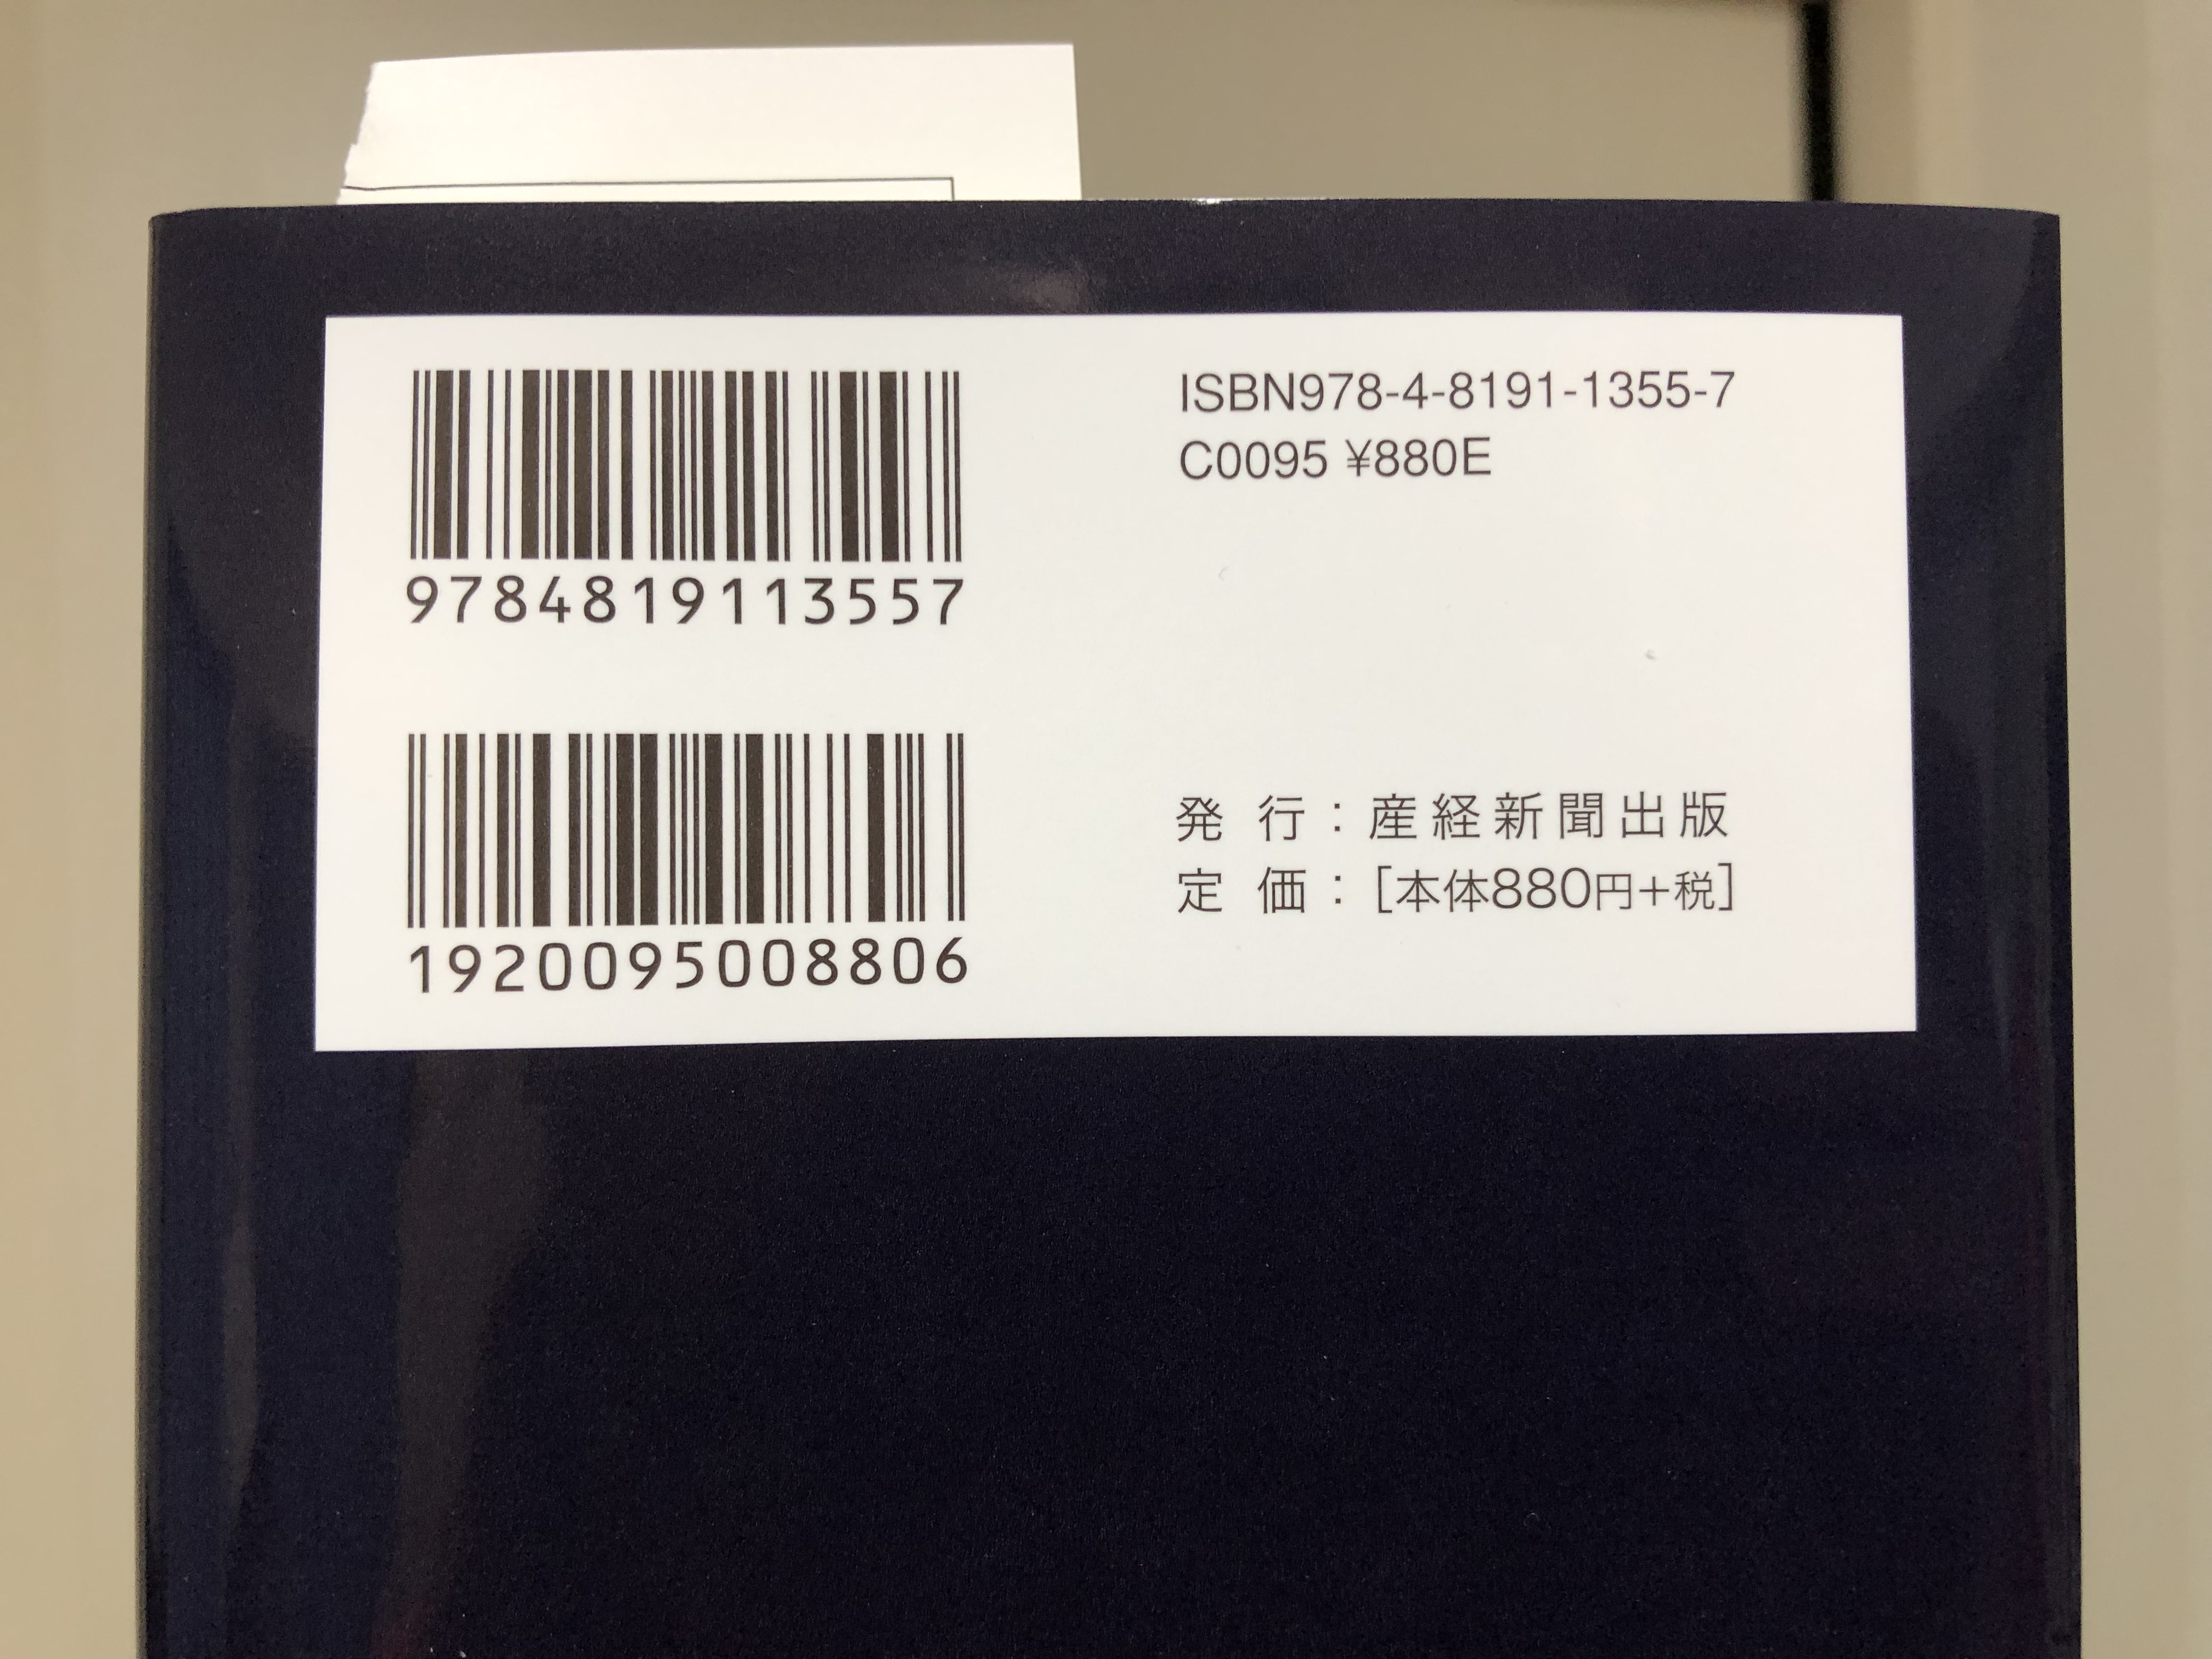 9784819113557
1920095008806
ISBN978-4-8191-1355-7
C0095 ¥880E
発 行：産経新聞出版
定 価：[本体880円+税]